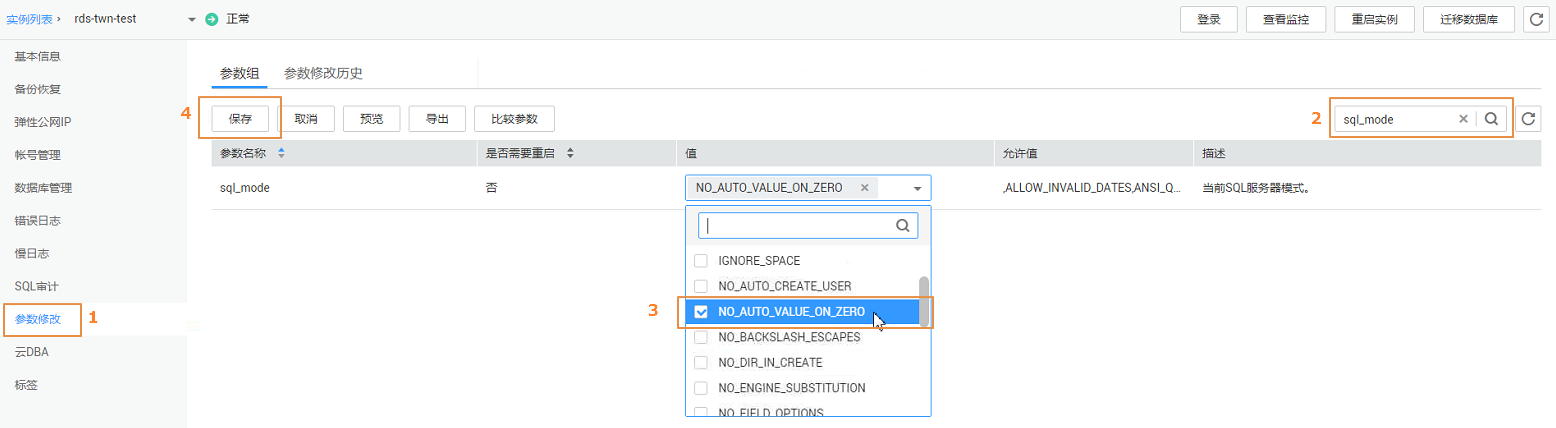 实例列表 › rds-twn-test 正常 登录 查看监控 重启实例 迁移数据库
基本信息
备份恢复
弹性公网IP
帐号管理
数据库管理
错误日志
慢日志
SQL审计
参数修改 1
云DBA
标签
参数组 参数修改历史
4 保存 取消 预览 导出 比较参数 2 sql_mode
参数名称 是否需要重启 值 允许值 描述
sql_mode 否 NO_AUTO_VALUE_ON_ZERO ,ALLOW_INVALID_DATES,ANSI_Q... 当前SQL服务器模式。
IGNORE_SPACE
NO_AUTO_CREATE_USER
3 NO_AUTO_VALUE_ON_ZERO
NO_BACKSLASH_ESCAPES
NO_DIR_IN_CREATE
NO_ENGINE_SUBSTITUTION
NO_FIELD_OPTIONS